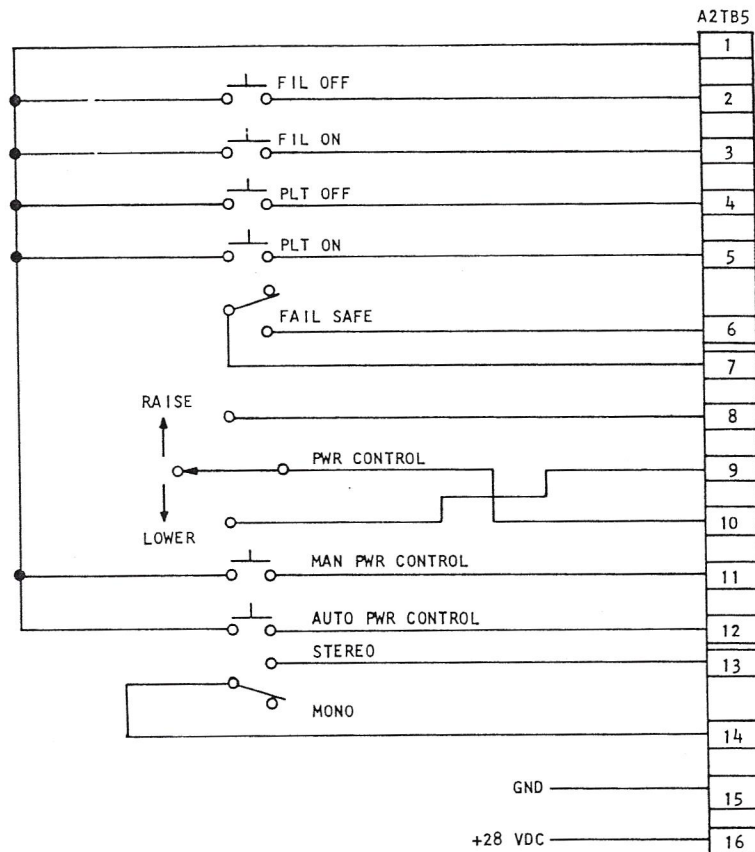 A2TB5
1
FIL OFF 2
FIL ON 3
PLT OFF 4
PLT ON 5
FAIL SAFE 6
7
RAISE 8
PWR CONTROL 9
LOWER 10
MAN PWR CONTROL 11
AUTO PWR CONTROL 12
STEREO 13
MONO
14
GND 15
+28 VDC 16